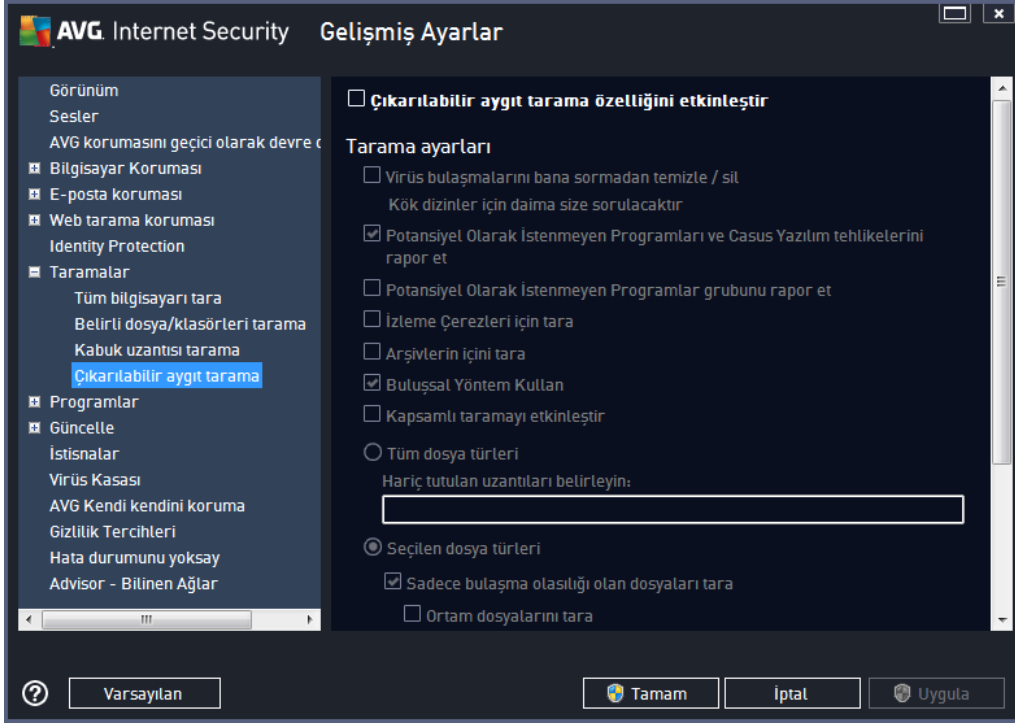 AVG. Internet Security Gelişmiş Ayarlar
Görünüm
Sesler
AVG korumasını geçici olarak devre
Bilgisayar Koruması
E-posta koruması
Web tarama koruması
Identity Protection
Taramalar
Tüm bilgisayarı tara
Belirli dosya/klasörleri tarama
Kabuk uzantısı tarama
Çıkarılabilir aygıt tarama
Programlar
Güncelle
İstisnalar
Virüs Kasası
AVG Kendi kendini koruma
Gizlilik Tercihleri
Hata durumunu yoksay
Advisor - Bilinen Ağlar
Çıkarılabilir aygıt tarama özelliğini etkinleştir
Tarama ayarları
Virüs bulaşmalarını bana sormadan temizle / sil
Kök dizinler için daima size sorulacaktır
Potansiyel Olarak İstenmeyen Programları ve Casus Yazılım tehlikelerini
rapor et
Potansiyel Olarak İstenmeyen Programlar grubunu rapor et
İzleme Çerezleri için tara
Arşivlerin içini tara
Buluşsal Yöntem Kullan
Kapsamlı taramayı etkinleştir
Tüm dosya türleri
Hariç tutulan uzantıları belirleyin:
Seçilen dosya türleri
Sadece bulaşma olasılığı olan dosyaları tara
Ortam dosyalarını tara
Varsayılan
Tamam
İptal
Uygula